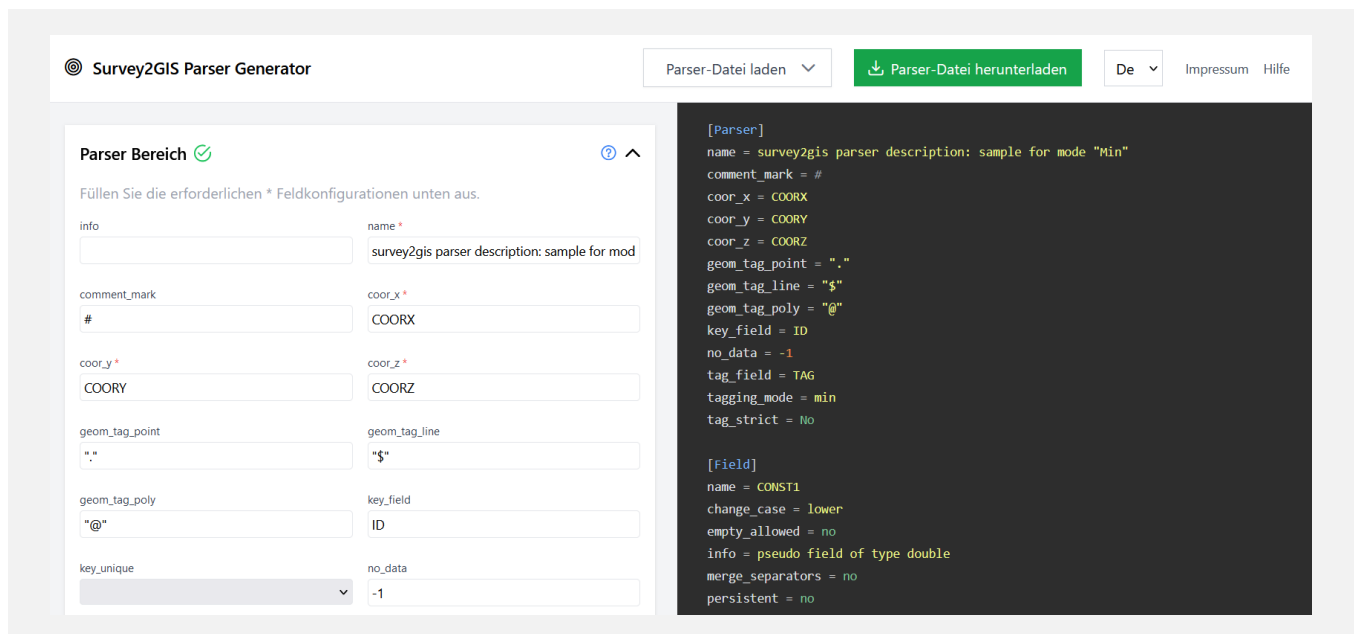 Survey2GIS Parser Generator
Parser-Datei laden
Parser-Datei herunterladen
De
Impressum
Hilfe
Parser Bereich
Füllen Sie die erforderlichen * Feldkonfigurationen unten aus.
info
name *
survey2gis parser description: sample for mod
comment_mark
coor_x *
#
COORX
coor_y *
coor_z *
COORY
COORZ
geom_tag_point
geom_tag_line
"."
"$"
geom_tag_poly
key_field
"@"
ID
key_unique
no_data
-1
[Parser]
name = survey2gis parser description: sample for mode "Min"
comment_mark = #
coor_x = COORX
coor_y = COORY
coor_z = COORZ
geom_tag_point = "."
geom_tag_line = "$"
geom_tag_poly = "@"
key_field = ID
no_data = -1
tag_field = TAG
tagging_mode = min
tag_strict = No
[Field]
name = CONST1
change_case = lower
empty_allowed = no
info = pseudo field of type double
merge_separators = no
persistent = no